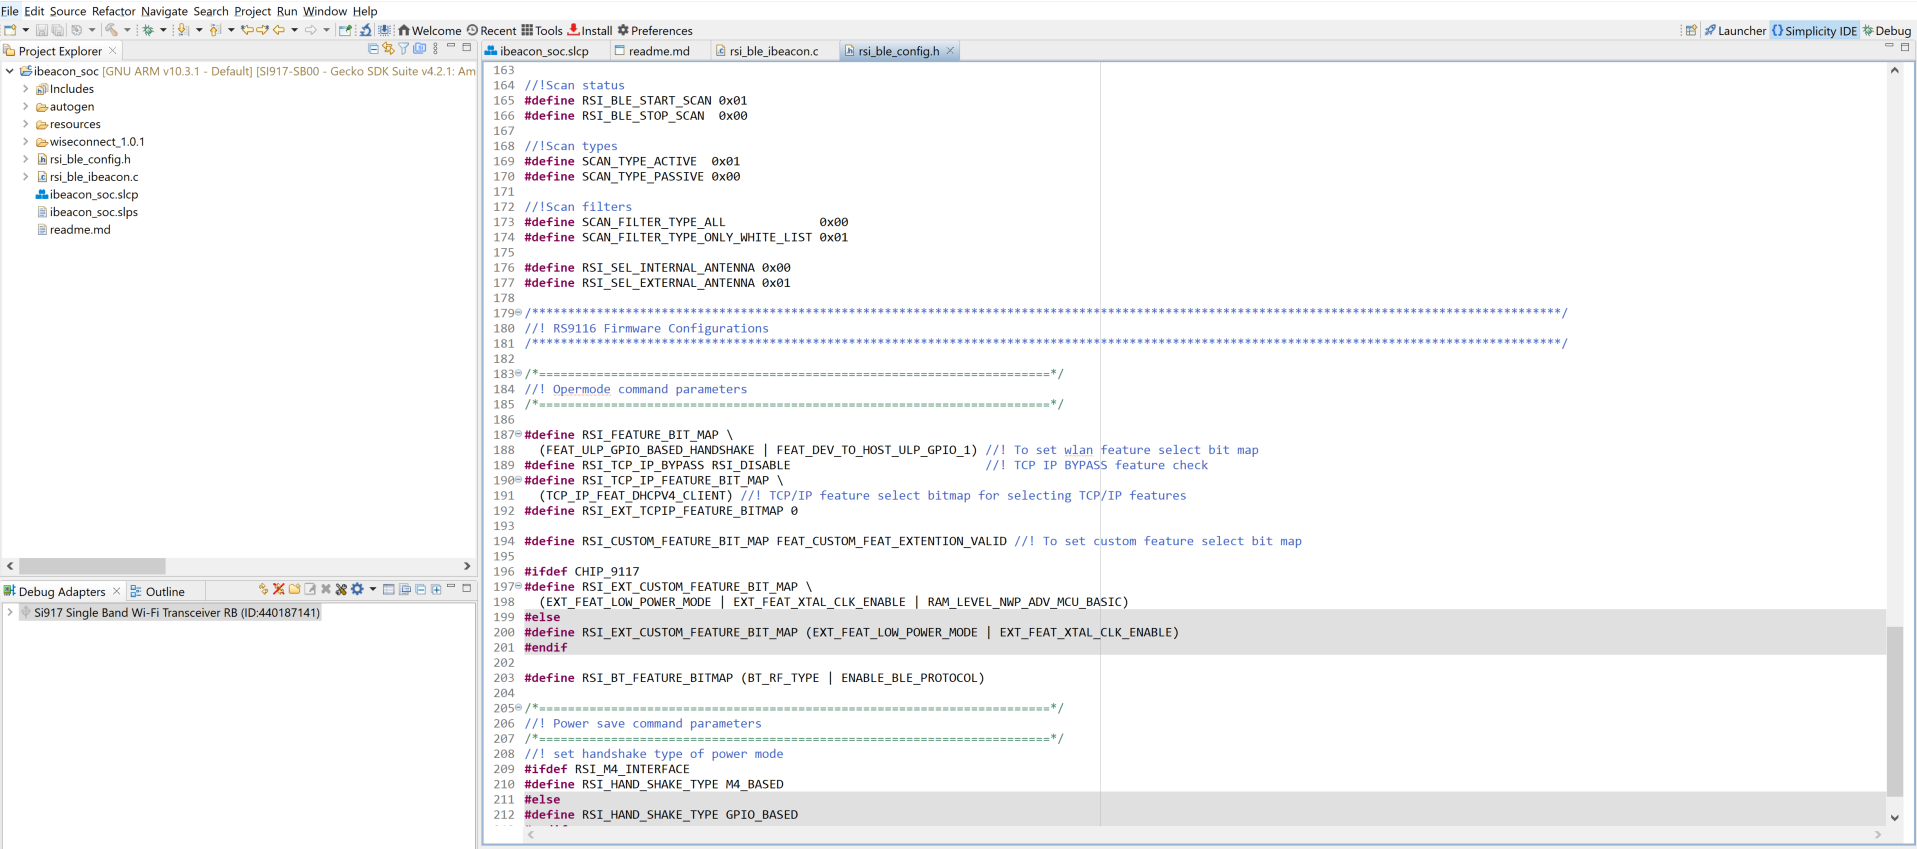 File Edit Source Refactor Navigate Search Project Run Window Help
Welcome Recent Tools Install Preferences
Launcher Simplicity IDE Debug
Project Explorer
ibeacon_soc [GNU ARM v10.3.1 - Default] [SI917-SB00 - Gecko SDK Suite v4.2.1: Am
Includes
autogen
resources
wiseconnect_1.0.1
rsi_ble_config.h
rsi_ble_ibeacon.c
ibeacon_soc.slcp
ibeacon_soc.slps
readme.md
Debug Adapters Outline
Si917 Single Band Wi-Fi Transceiver RB (ID:440187141)
ibeacon_soc.slcp readme.md rsi_ble_ibeacon.c rsi_ble_config.h
163
164 //!Scan status
165 #define RSI_BLE_START_SCAN 0x01
166 #define RSI_BLE_STOP_SCAN  0x00
167
168 //!Scan types
169 #define SCAN_TYPE_ACTIVE  0x01
170 #define SCAN_TYPE_PASSIVE 0x00
171
172 //!Scan filters
173 #define SCAN_FILTER_TYPE_ALL             0x00
174 #define SCAN_FILTER_TYPE_ONLY_WHITE_LIST 0x01
175
176 #define RSI_SEL_INTERNAL_ANTENNA 0x00
177 #define RSI_SEL_EXTERNAL_ANTENNA 0x01
178
179 /***********************************************************************************************************************************************/
180 //! RS9116 Firmware Configurations
181 /***********************************************************************************************************************************************/
182
183 /*=======================================================================*/
184 //! Opermode command parameters
185 /*=======================================================================*/
186
187 #define RSI_FEATURE_BIT_MAP \
188   (FEAT_ULP_GPIO_BASED_HANDSHAKE | FEAT_DEV_TO_HOST_ULP_GPIO_1) //! To set wlan feature select bit map
189 #define RSI_TCP_IP_BYPASS RSI_DISABLE                           //! TCP IP BYPASS feature check
190 #define RSI_TCP_IP_FEATURE_BIT_MAP \
191   (TCP_IP_FEAT_DHCPV4_CLIENT) //! TCP/IP feature select bitmap for selecting TCP/IP features
192 #define RSI_EXT_TCPIP_FEATURE_BITMAP 0
193
194 #define RSI_CUSTOM_FEATURE_BIT_MAP FEAT_CUSTOM_FEAT_EXTENTION_VALID //! To set custom feature select bit map
195
196 #ifdef CHIP_9117
197 #define RSI_EXT_CUSTOM_FEATURE_BIT_MAP \
198   (EXT_FEAT_LOW_POWER_MODE | EXT_FEAT_XTAL_CLK_ENABLE | RAM_LEVEL_NWP_ADV_MCU_BASIC)
199 #else
200 #define RSI_EXT_CUSTOM_FEATURE_BIT_MAP (EXT_FEAT_LOW_POWER_MODE | EXT_FEAT_XTAL_CLK_ENABLE)
201 #endif
202
203 #define RSI_BT_FEATURE_BITMAP (BT_RF_TYPE | ENABLE_BLE_PROTOCOL)
204
205 /*=======================================================================*/
206 //! Power save command parameters
207 /*=======================================================================*/
208 //! set handshake type of power mode
209 #ifdef RSI_M4_INTERFACE
210 #define RSI_HAND_SHAKE_TYPE M4_BASED
211 #else
212 #define RSI_HAND_SHAKE_TYPE GPIO_BASED